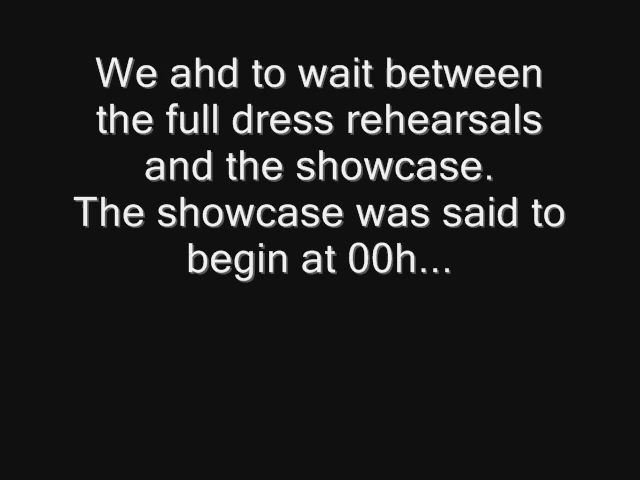 We ahd to wait between
the full dress rehearsals
and the showcase.
The showcase was said to
begin at 00h...